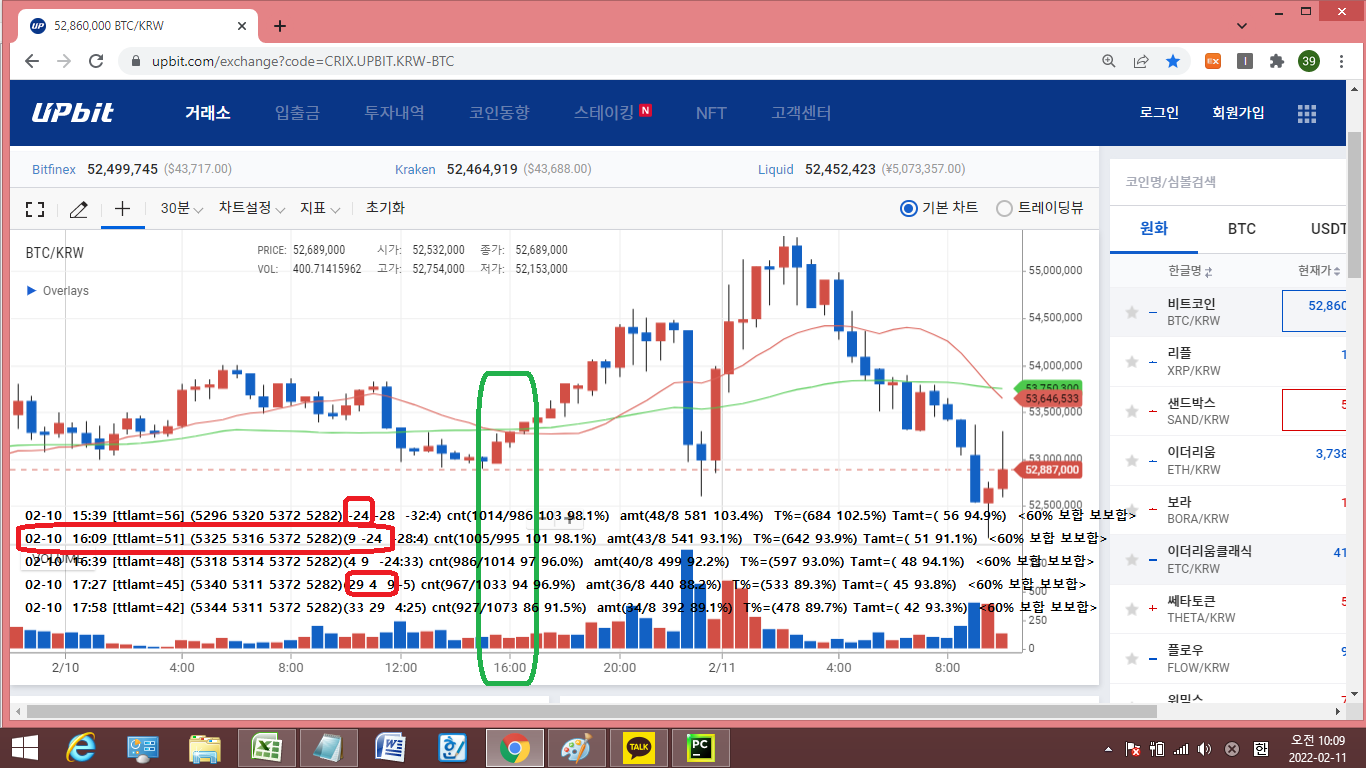 52,860,000 BTC/KRW
upbit.com/exchange?code=CRIX.UPBIT.KRW-BTC
39
UPbit 거래소 입출금 투자내역 코인동향 스테이킹 N NFT 고객센터 로그인 회원가입
Bitfinex 52,499,745 ($43,717.00) Kraken 52,464,919 ($43,688.00) Liquid 52,452,423 (¥5,073,357.00)
코인명/심볼검색
30분 차트설정 지표 초기화 기본 차트 트레이딩뷰
원화 BTC USDT
BTC/KRW
PRICE: 52,689,000 시가: 52,532,000 종가: 52,689,000
VOL: 400.71415962 고가: 52,754,000 저가: 52,153,000
Overlays
한글명 현재가
55,000,000
54,500,000
54,000,000
53,750,300
53,646,533
53,500,000
53,000,000
52,887,000
52,500,000
비트코인 52,860
BTC/KRW
리플 1
XRP/KRW
샌드박스 5
SAND/KRW
이더리움 3,738
ETH/KRW
보라 1
BORA/KRW
이더리움클래식 41
ETC/KRW
쎄타토큰 5
THETA/KRW
플로우 9
FLOW/KRW
위믹스 7
02-10 15:39 [ttlamt=56] (5296 5320 5372 5282)(-24 -28 -32:4) cnt(1014/986 103 98.1%) amt(48/8 581 103.4%) T%=(684 102.5%) Tamt=( 56 94.9%) <60% 보합 보보합>
02-10 16:09 [ttlamt=51] (5325 5316 5372 5282)(9 -24 -28:4) cnt(1005/995 101 98.1%) amt(43/8 541 93.1%) T%=(642 93.9%) Tamt=( 51 91.1%) <60% 보합 보보합>
02-10 16:39 [ttlamt=48] (5318 5314 5372 5282)(4 9 -24:33) cnt(986/1014 97 96.0%) amt(40/8 499 92.2%) T%=(597 93.0%) Tamt=( 48 94.1%) <60% 보합 보보합>
02-10 17:27 [ttlamt=45] (5340 5311 5372 5282)(29 4 9:-5) cnt(967/1033 94 96.9%) amt(36/8 440 88.2%) T%=(533 89.3%) Tamt=( 45 93.8%) <60% 보합 보보합>
02-10 17:58 [ttlamt=42] (5344 5311 5372 5282)(33 29 4:25) cnt(927/1073 86 91.5%) amt(34/8 392 89.1%) T%=(478 89.7%) Tamt=( 42 93.3%) <60% 보합 보보합>
250
0
2/10 4:00 8:00 12:00 16:00 20:00 2/11 4:00 8:00
TALK
PC
한
오전 10:09
2022-02-11